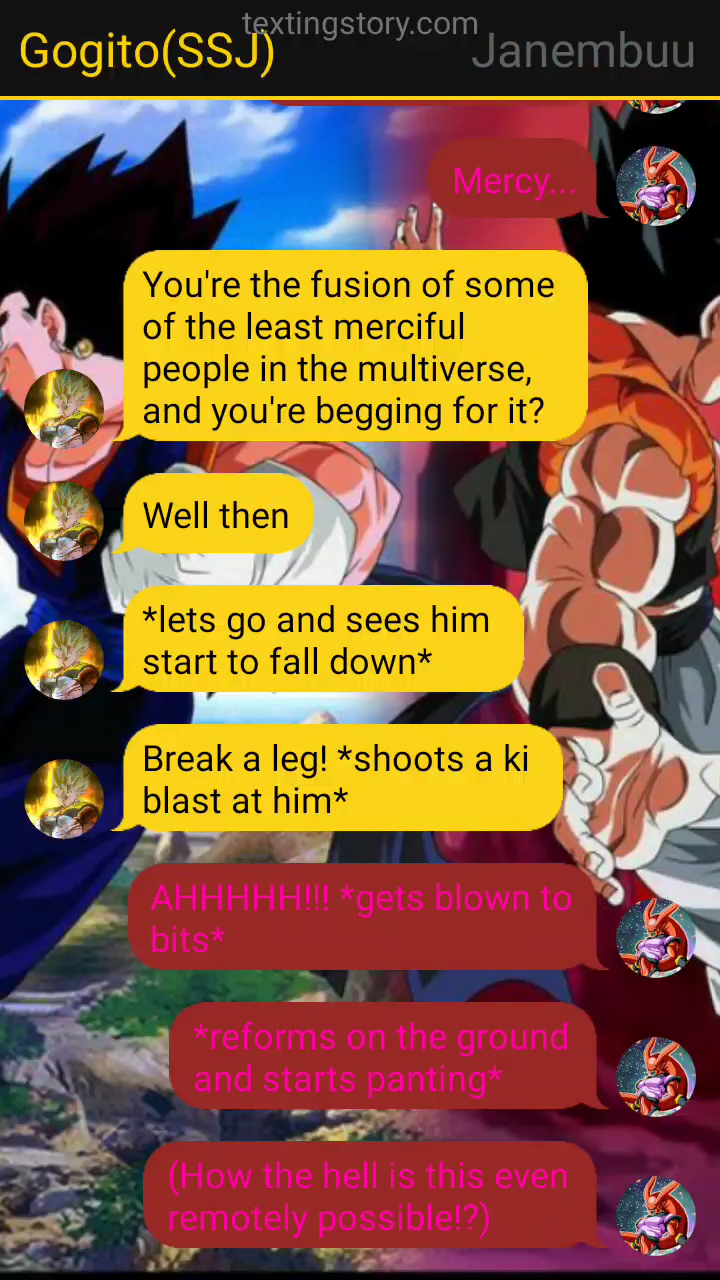 textingstory.com
Gogito(SSJ) Janembuu
Mercy...
You're the fusion of some
of the least merciful
people in the multiverse,
and you're begging for it?
Well then
*lets go and sees him
start to fall down*
Break a leg! *shoots a ki
blast at him*
AHHHHH!!! *gets blown to
bits*
*reforms on the ground
and starts panting*
(How the hell is this even
remotely possible!?)